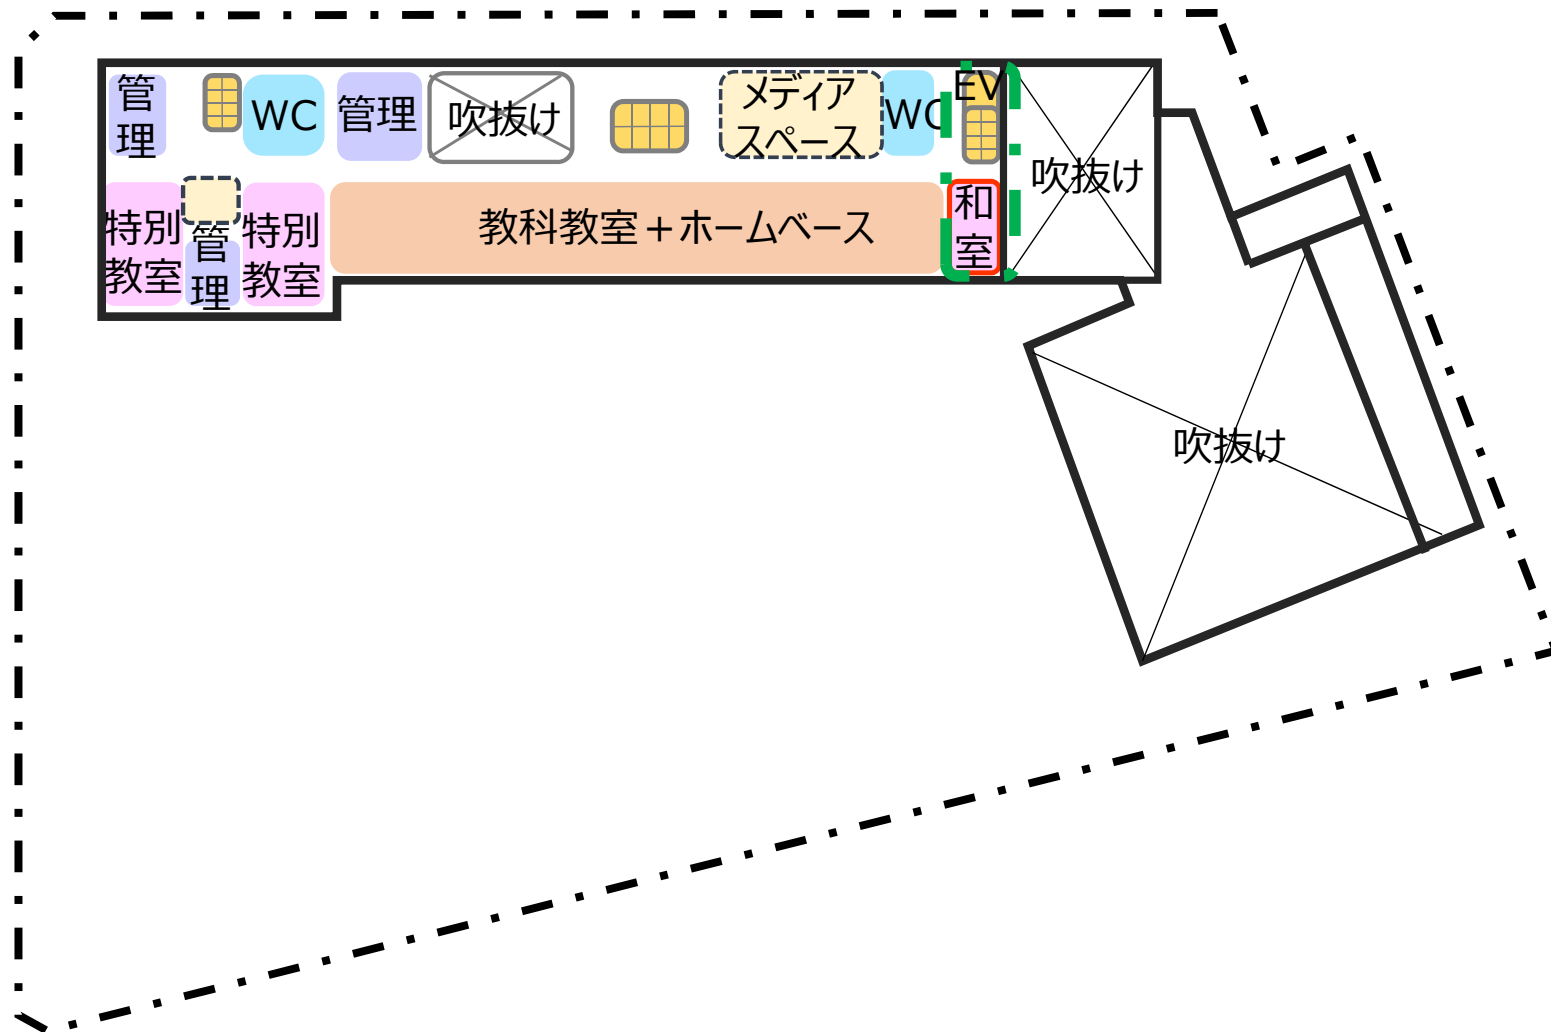 管
理
WC
管理
吹抜け
メディア
スペース
WC
EV
吹抜け
特別
教室
管
理
特別
教室
教科教室＋ホームベース
和
室
吹抜け